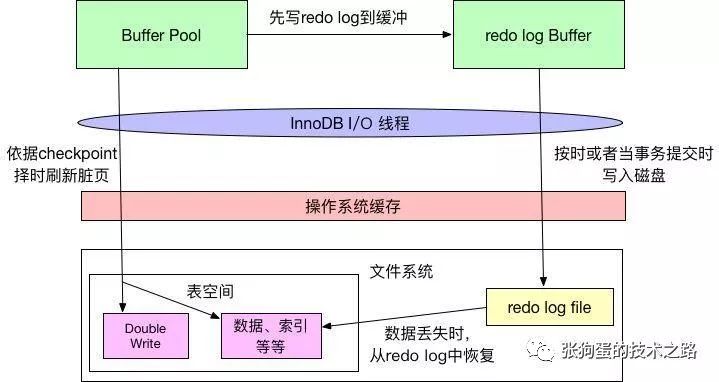 Buffer Pool
先写redo log到缓冲
redo log Buffer
InnoDB I/O 线程
依据checkpoint
择时刷新脏页
按时或者当事务提交时
写入磁盘
操作系统缓存
文件系统
表空间
Double
Write
数据、索引
等等
redo log file
数据丢失时，
从redo log中恢复
张狗蛋的技术之路